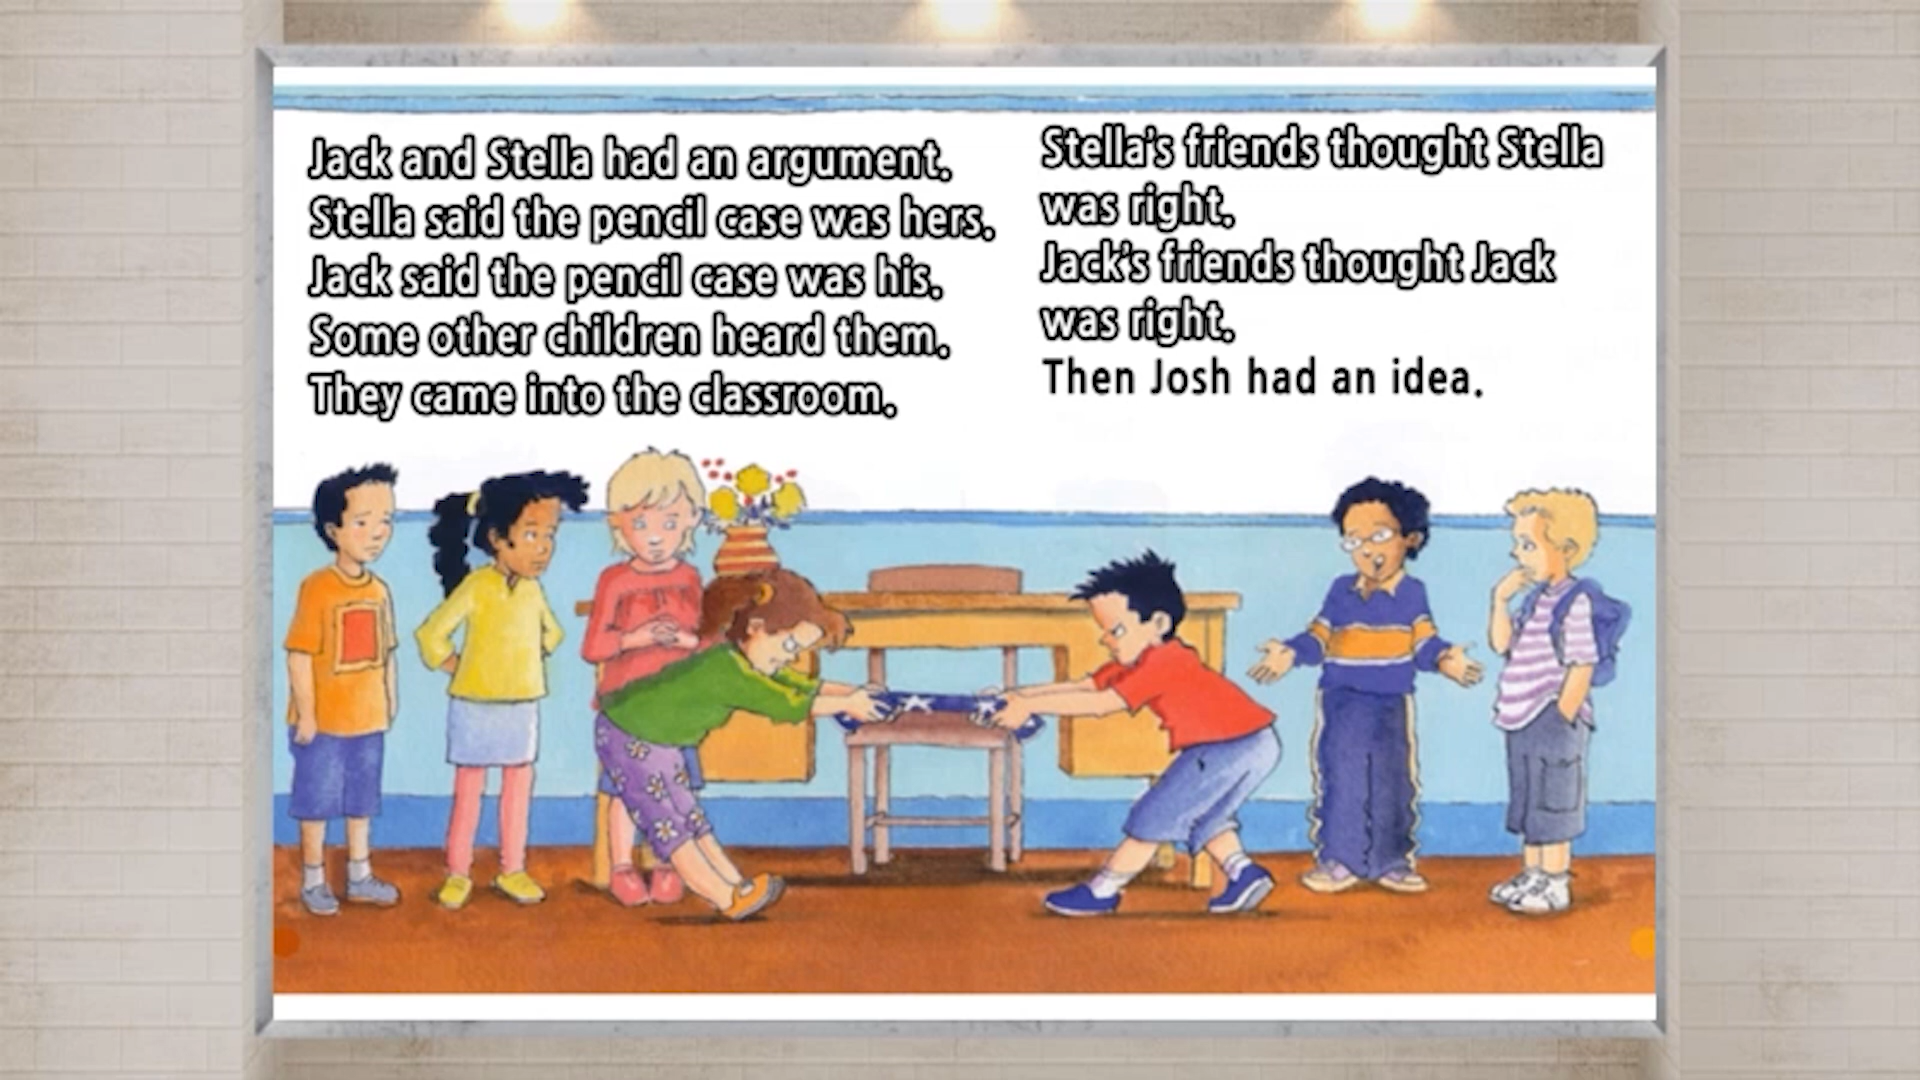 Jack and Stella had an argument.
Stella said the pencil case was hers.
Jack said the pencil case was his.
Some other children heard them.
They came into the classroom.
Stella's friends thought Stella
was right.
Jack's friends thought Jack
was right.
Then Josh had an idea.